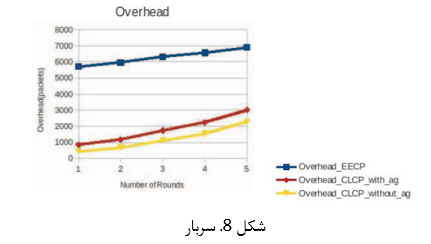 Overhead
Overhead(packets)
8000
7000
6000
5000
4000
3000
2000
1000
0
1 2 3 4 5
Number of Rounds
Overhead_EECP
Overhead_CLCP_with_ag
Overhead_CLCP_without_ag
شکل 8. سربار